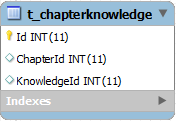 t_chapterknowledge
Id INT(11)
ChapterId INT(11)
KnowledgeId INT(11)
Indexes